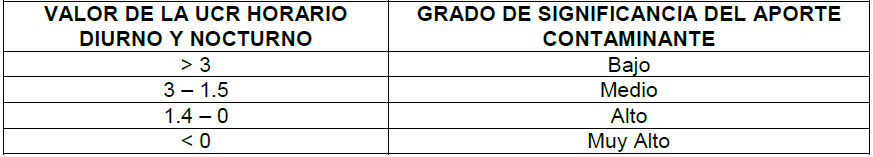 VALOR DE LA UCR HORARIO
DIURNO Y NOCTURNO
GRADO DE SIGNIFICANCIA DEL APORTE
CONTAMINANTE
> 3
Bajo
3 – 1.5
Medio
1.4 – 0
Alto
< 0
Muy Alto